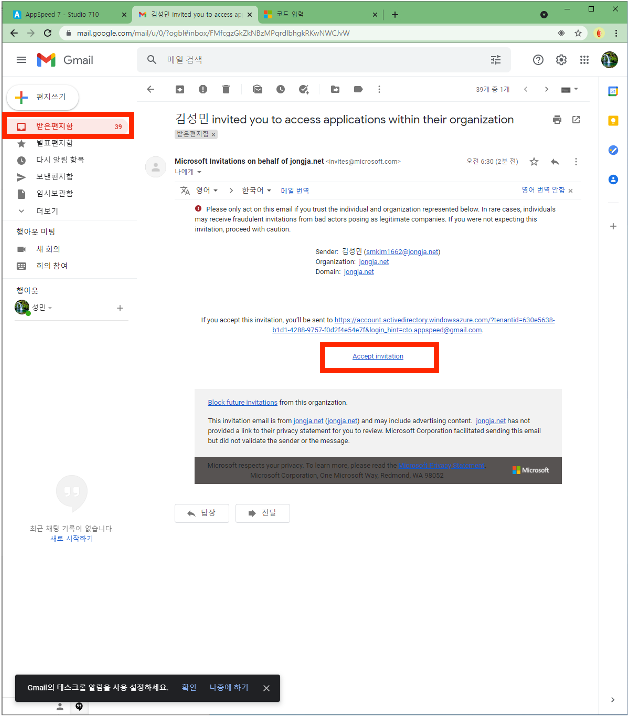 AppSpeed 7 - Studio 710
김성민 invited you to access app
코드 입력
mail.google.com/mail/u/0/?ogbl#inbox/FMfcgzGkZkNBzMPqrdlbhgkRKwNWCJvW
Gmail
메일 검색
편지쓰기
39개 중 1개
받은편지함 39
별표편지함
다시 알림 항목
보낸편지함
임시보관함
더보기
행아웃 미팅
새 회의
회의 참여
행아웃
성민
최근 채팅 기록이 없습니다
새로 시작하기
김성민 invited you to access applications within their organization
받은편지함 x
Microsoft Invitations on behalf of jongja.net <invites@microsoft.com>
오전 6:30 (2분 전)
나에게
영어 > 한국어 메일 번역
영어 번역 안함 x
Please only act on this email if you trust the individual and organization represented below. In rare cases, individuals
may receive fraudulent invitations from bad actors posing as legitimate companies. If you were not expecting this
invitation, proceed with caution.
Sender: 김성민 (smkim1662@jongja.net)
Organization: jongja.net
Domain: jongja.net
If you accept this invitation, you'll be sent to https://account.activedirectory.windowsazure.com/?tenantid=630e5638-
b1d1-4288-9757-f0d2f4e54e7f&login_hint=cto.appspeed@gmail.com.
Accept invitation
Block future invitations from this organization.
This invitation email is from jongja.net (jongja.net) and may include advertising content. jongja.net has not
provided a link to their privacy statement for you to review. Microsoft Corporation facilitated sending this email
but did not validate the sender or the message.
Microsoft respects your privacy. To learn more, please read the
Microsoft Corporation, One Microsoft Way, Redmond, WA 98052
Microsoft
답장
전달
Gmail의 데스크톱 알림을 사용 설정하세요. 확인 나중에 하기